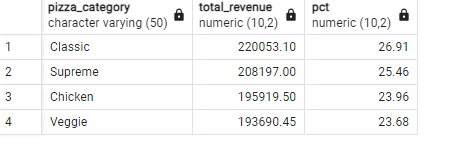 pizza_category total_revenue pct
character varying (50) numeric (10,2) numeric (10,2)
1 Classic 220053.10 26.91
2 Supreme 208197.00 25.46
3 Chicken 195919.50 23.96
4 Veggie 193690.45 23.68